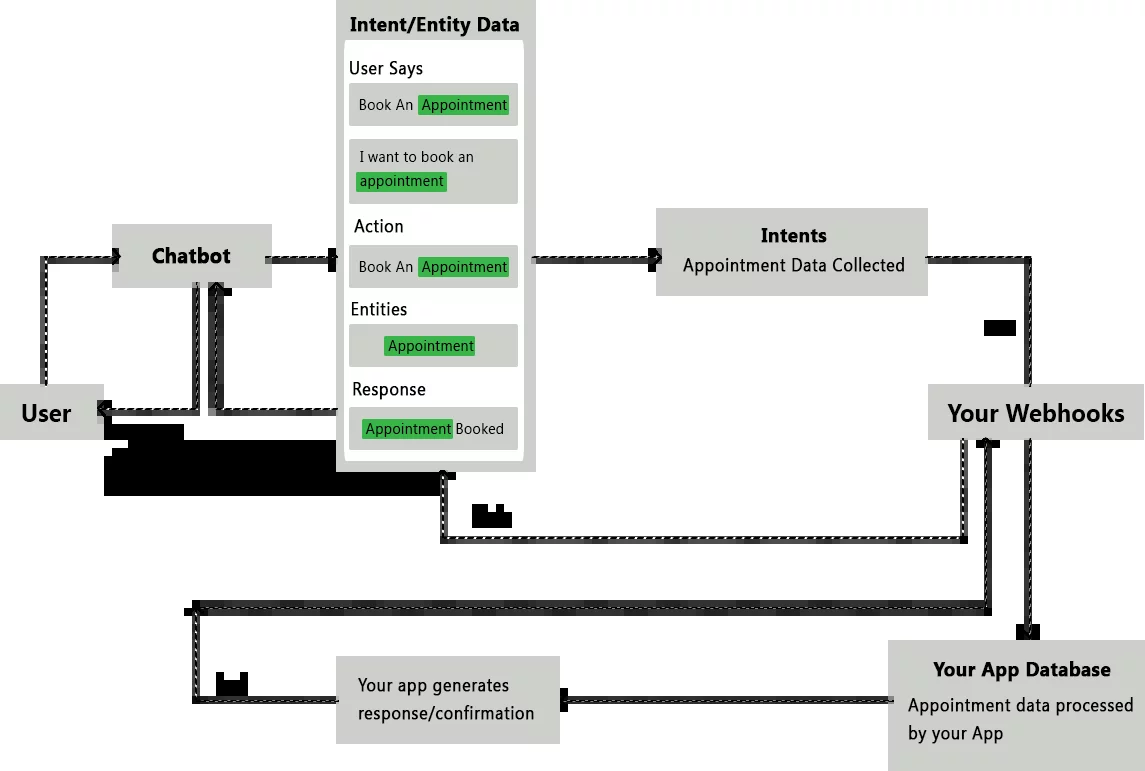 Intent/Entity Data
User Says
Book An Appointment
I want to book an
appointment
Action
Book An Appointment
Entities
Appointment
Response
Appointment Booked
Chatbot
User
Intents
Appointment Data Collected
Your Webhooks
Your App Database
Appointment data processed
by your App
Your app generates
response/confirmation